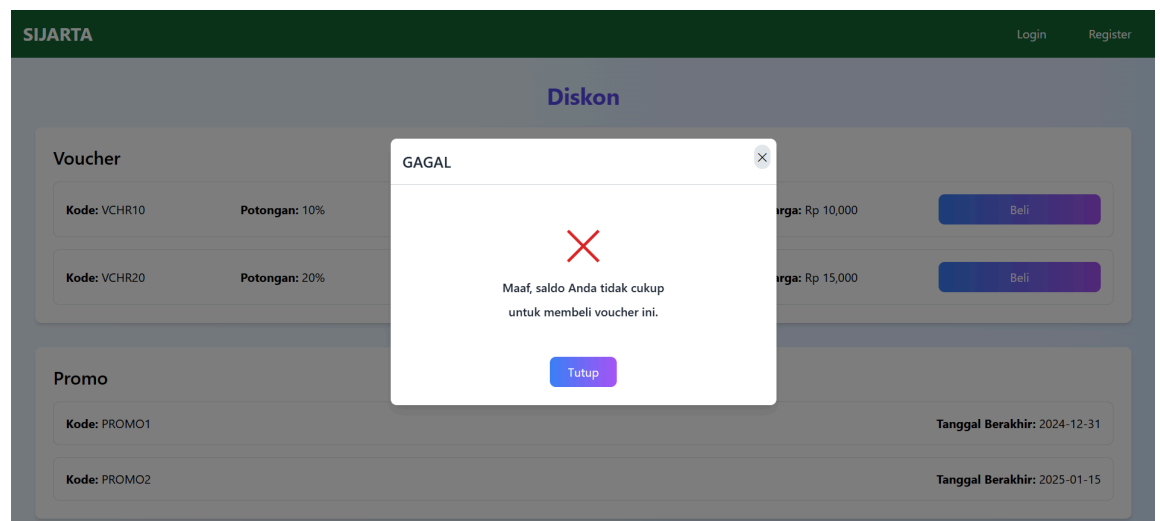 SIJARTA Login Register
Diskon
Voucher
GAGAL
Kode: VCHR10 Potongan: 10% Rp 10,000 Beli
Kode: VCHR20 Potongan: 20% Rp 15,000 Beli
Maaf, saldo Anda tidak cukup
untuk membeli voucher ini.
Tutup
Promo
Kode: PROMO1 Tanggal Berakhir: 2024-12-31
Kode: PROMO2 Tanggal Berakhir: 2025-01-15